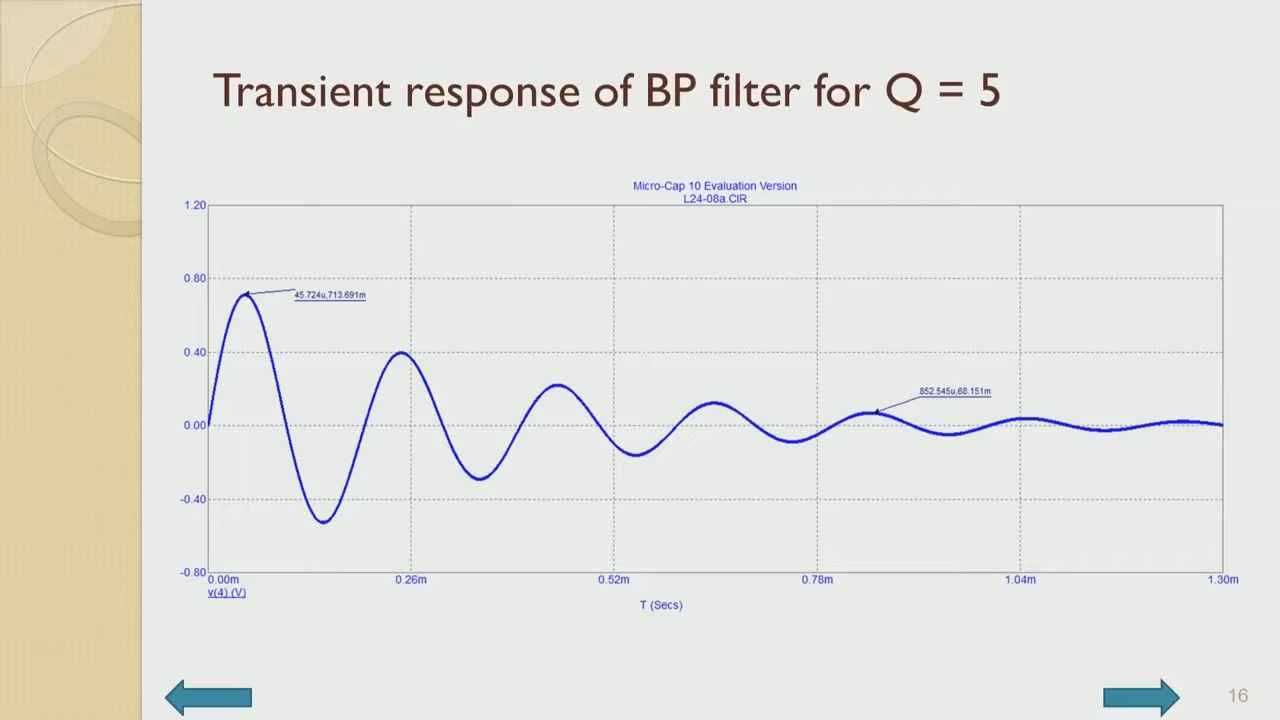 Transient response of BP filter for Q = 5
Micro-Cap 10 Evaluation Version
L24-08a.CIR
1.20
0.80
45.724u,713.691m
0.40
852.545u,68.151m
0.00
-0.40
-0.80
0.00m 0.26m 0.52m 0.78m 1.04m 1.30m
v(4) (V)
T (Secs)
16